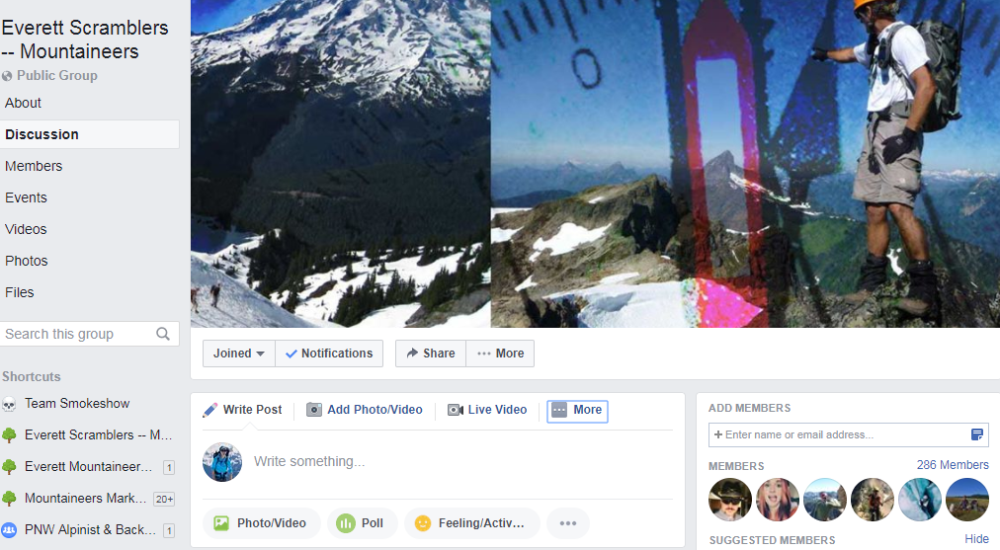 Everett Scramblers
-- Mountaineers
Public Group
About
Discussion
Members
Events
Videos
Photos
Files
Search this group
Shortcuts
Team Smokeshow
Everett Scramblers -- M...
Everett Mountaineer... 1
Mountaineers Mark... 20+
PNW Alpinist & Back... 1
0
Joined Notifications Share ··· More
Write Post Add Photo/Video Live Video More
Write something...
Photo/Video Poll Feeling/Activ... ···
ADD MEMBERS
+ Enter name or email address...
MEMBERS 286 Members
SUGGESTED MEMBERS Hide